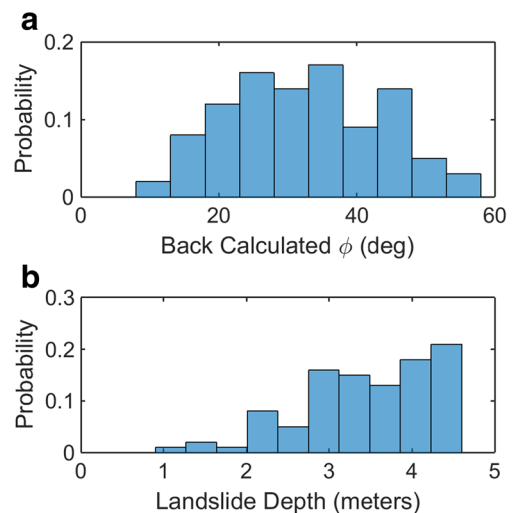 a
0.2
0.1
0
Probability
0 20 40 60
Back Calculated ϕ (deg)
b
0.3
0.2
0.1
0
Probability
0 1 2 3 4 5
Landslide Depth (meters)